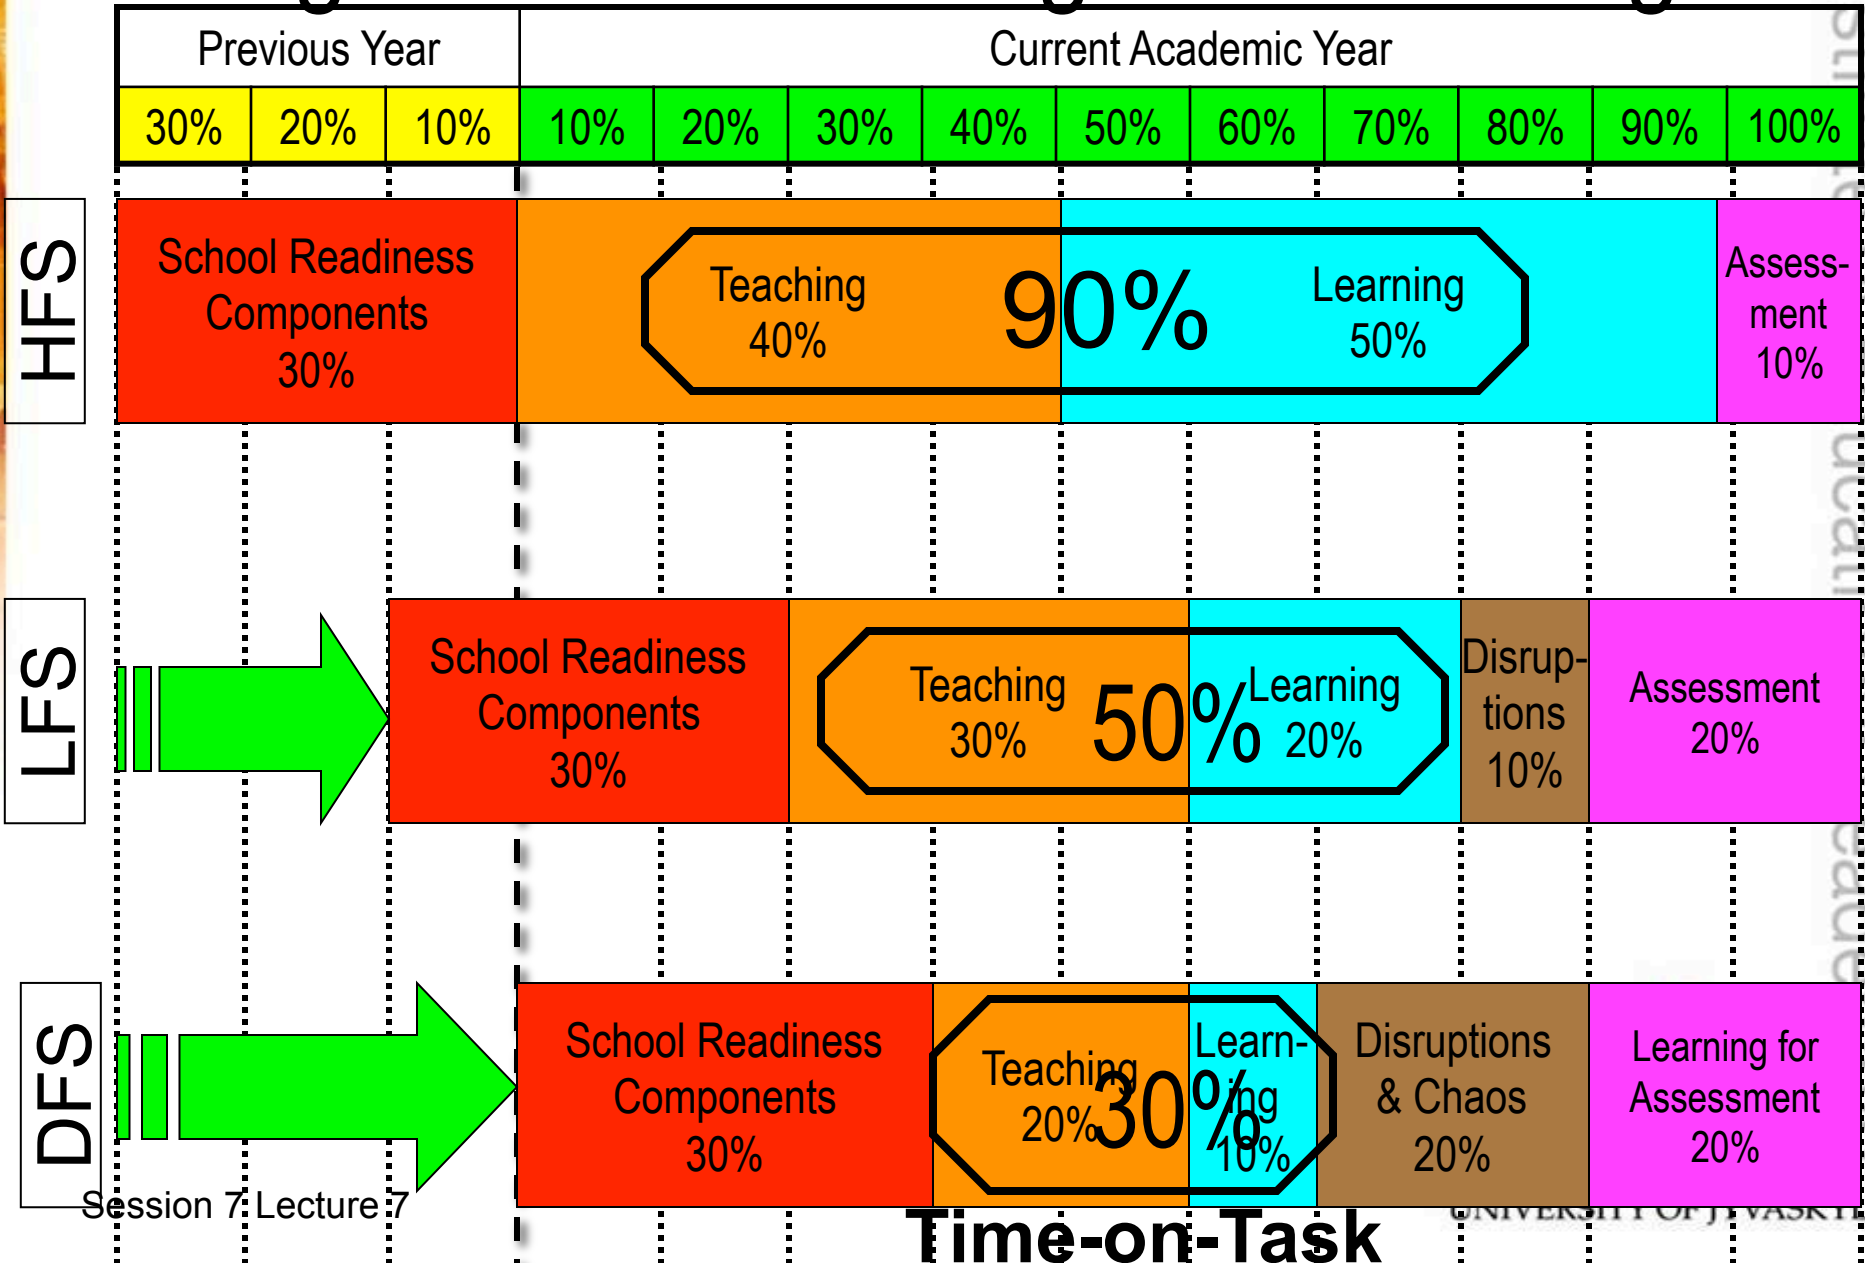 Previous Year
Current Academic Year
30% 20% 10% 10% 20% 30% 40% 50% 60% 70% 80% 90% 100%
HFS
School Readiness
Components
30%
Teaching
40%
90%
Learning
50%
Assess-
ment
10%
LFS
School Readiness
Components
30%
Teaching
30%
50%
Learning
20%
Disrup-
tions
10%
Assessment
20%
DFS
School Readiness
Components
30%
Teaching
20%
30%
Learn-
ing
10%
Disruptions
& Chaos
20%
Learning for
Assessment
20%
Session 7 Lecture 7
Time-on-Task
UNIVERSITY OF